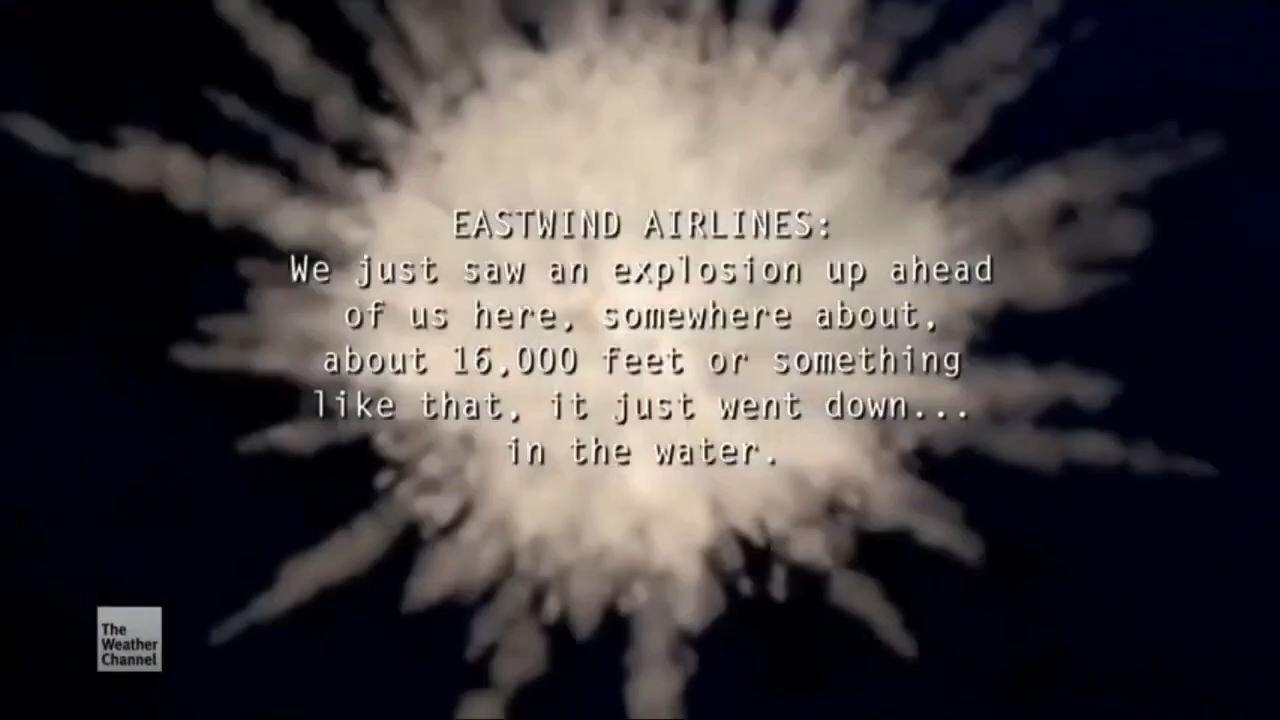 EASTWIND AIRLINES:
We just saw an explosion up ahead
of us here, somewhere about,
about 16,000 feet or something
like that, it just went down...
in the water.
The
Weather
Channel